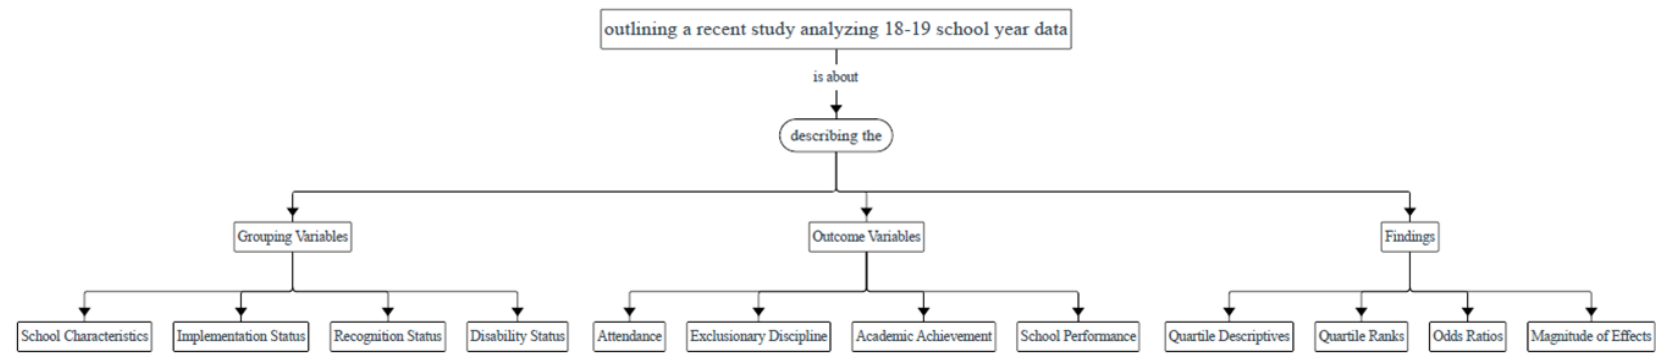 outlining a recent study analyzing 18-19 school year data
is about
describing the
Grouping Variables
Outcome Variables
Findings
School Characteristics
Implementation Status
Recognition Status
Disability Status
Attendance
Exclusionary Discipline
Academic Achievement
School Performance
Quartile Descriptives
Quartile Ranks
Odds Ratios
Magnitude of Effects